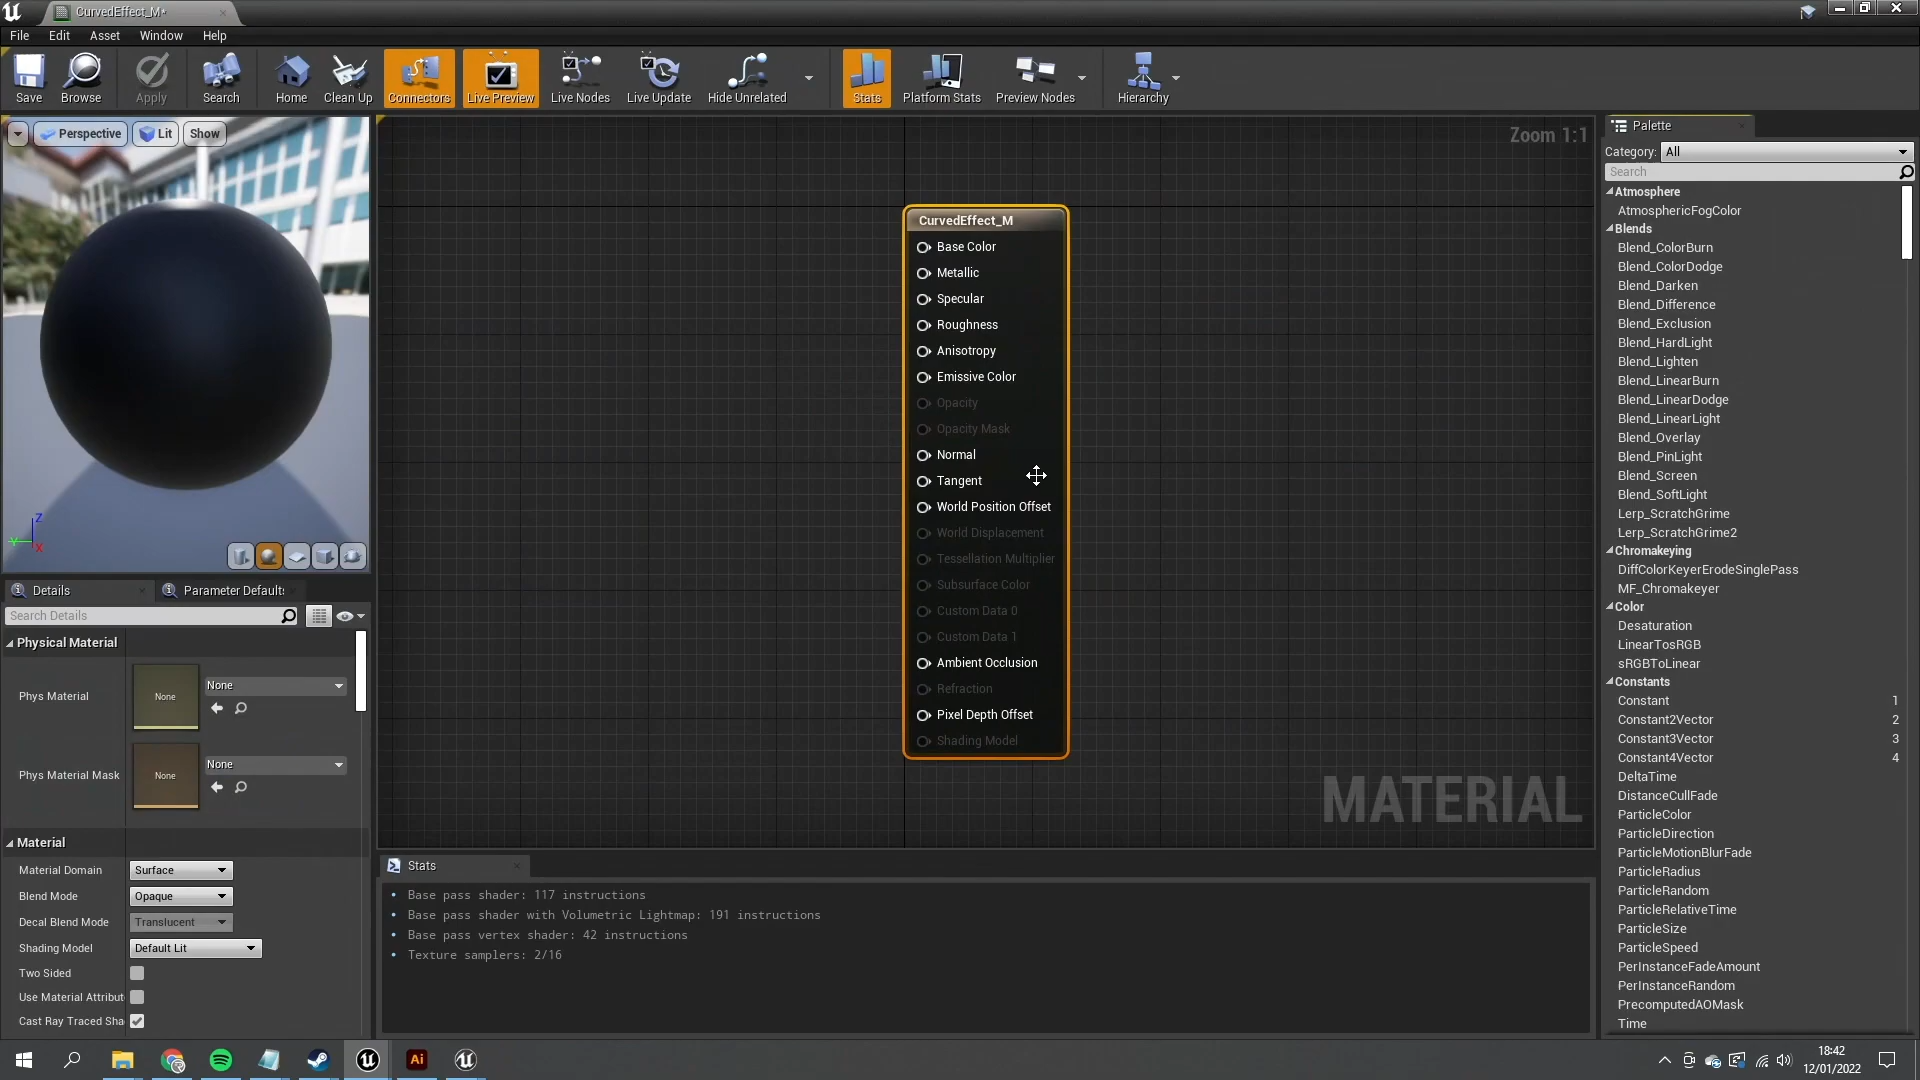 CurvedEffect_M*
File Edit Asset Window Help
Save Browse Apply Search Home Clean Up Connectors Live Preview Live Nodes Live Update Hide Unrelated Stats Platform Stats Preview Nodes Hierarchy
Perspective Lit Show
Z
Y
X
Details
Parameter Default
Search Details
Physical Material
Phys Material
None
None
Phys Material Mask
None
None
Material
Material Domain Surface
Blend Mode Opaque
Decal Blend Mode Translucent
Shading Model Default Lit
Two Sided
Use Material Attribut
Cast Ray Traced Sha
Zoom 1:1
CurvedEffect_M
Base Color
Metallic
Specular
Roughness
Anisotropy
Emissive Color
Opacity
Opacity Mask
Normal
Tangent
World Position Offset
World Displacement
Tessellation Multiplier
Subsurface Color
Custom Data 0
Custom Data 1
Ambient Occlusion
Refraction
Pixel Depth Offset
Shading Model
MATERIAL
Stats
Base pass shader: 117 instructions
Base pass shader with Volumetric Lightmap: 191 instructions
Base pass vertex shader: 42 instructions
Texture samplers: 2/16
Palette
Category: All
Search
Atmosphere
AtmosphericFogColor
Blends
Blend_ColorBurn
Blend_ColorDodge
Blend_Darken
Blend_Difference
Blend_Exclusion
Blend_HardLight
Blend_Lighten
Blend_LinearBurn
Blend_LinearDodge
Blend_LinearLight
Blend_Overlay
Blend_PinLight
Blend_Screen
Blend_SoftLight
Lerp_ScratchGrime
Lerp_ScratchGrime2
Chromakeying
DiffColorKeyerErodeSinglePass
MF_Chromakeyer
Color
Desaturation
LinearTosRGB
sRGBToLinear
Constants
Constant 1
Constant2Vector 2
Constant3Vector 3
Constant4Vector 4
DeltaTime
DistanceCullFade
ParticleColor
ParticleDirection
ParticleMotionBlurFade
ParticleRadius
ParticleRandom
ParticleRelativeTime
ParticleSize
ParticleSpeed
PerInstanceFadeAmount
PerInstanceRandom
PrecomputedAOMask
Time
Ai
18:42
12/01/2022